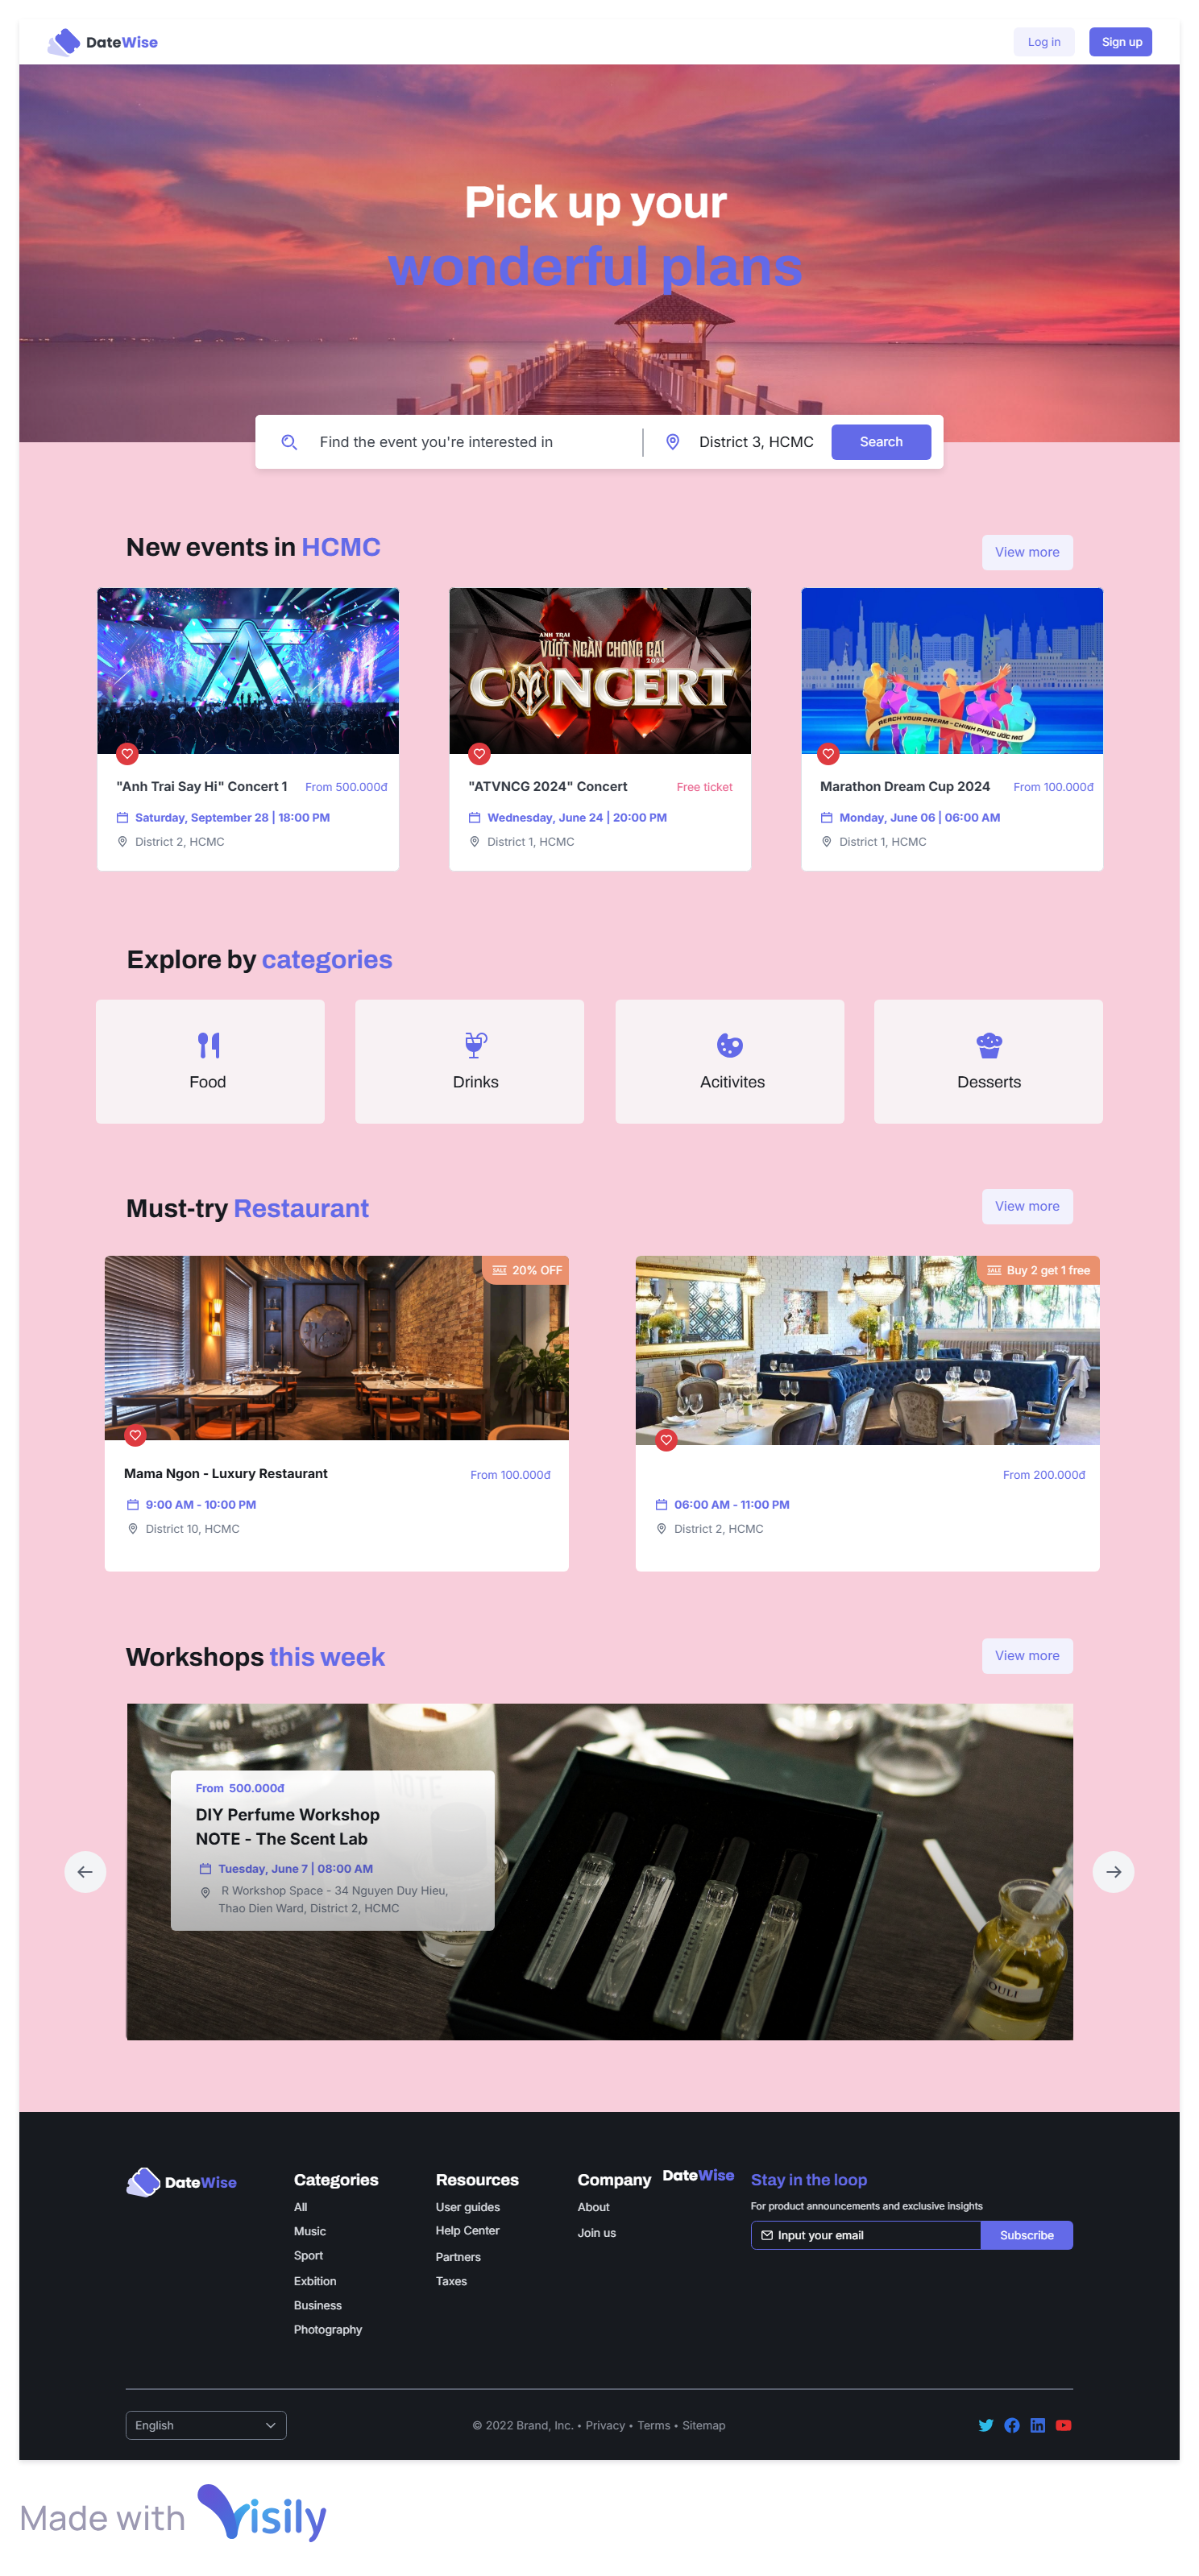 DateWise
Log in
Sign up
Pick up your
wonderful plans
Find the event you're interested in
District 3, HCMC
Search
New events in HCMC
View more
ANH TRAI
VƯỢT NGÀN CHÔNG GAI
2024
CONCERT
REACH YOUR DREAM - CHINH PHỤC ƯỚC MƠ
"Anh Trai Say Hi" Concert 1
From 500.000đ
Saturday, September 28 | 18:00 PM
District 2, HCMC
"ATVNCG 2024" Concert
Free ticket
Wednesday, June 24 | 20:00 PM
District 1, HCMC
Marathon Dream Cup 2024
From 100.000đ
Monday, June 06 | 06:00 AM
District 1, HCMC
Explore by categories
Food
Drinks
Acitivites
Desserts
Must-try Restaurant
View more
SALE 20% OFF
SALE Buy 2 get 1 free
Mama Ngon - Luxury Restaurant
From 100.000đ
9:00 AM - 10:00 PM
District 10, HCMC
From 200.000đ
06:00 AM - 11:00 PM
District 2, HCMC
Workshops this week
View more
NOTE
From 500.000đ
DIY Perfume Workshop
NOTE - The Scent Lab
Tuesday, June 7 | 08:00 AM
R Workshop Space - 34 Nguyen Duy Hieu,
Thao Dien Ward, District 2, HCMC
OULI
DateWise
Categories
All
Music
Sport
Exbition
Business
Photography
Resources
User guides
Help Center
Partners
Taxes
Company
About
Join us
DateWise
Stay in the loop
For product announcements and exclusive insights
Input your email
Subscribe
English
© 2022 Brand, Inc. • Privacy • Terms • Sitemap
Made with Visily